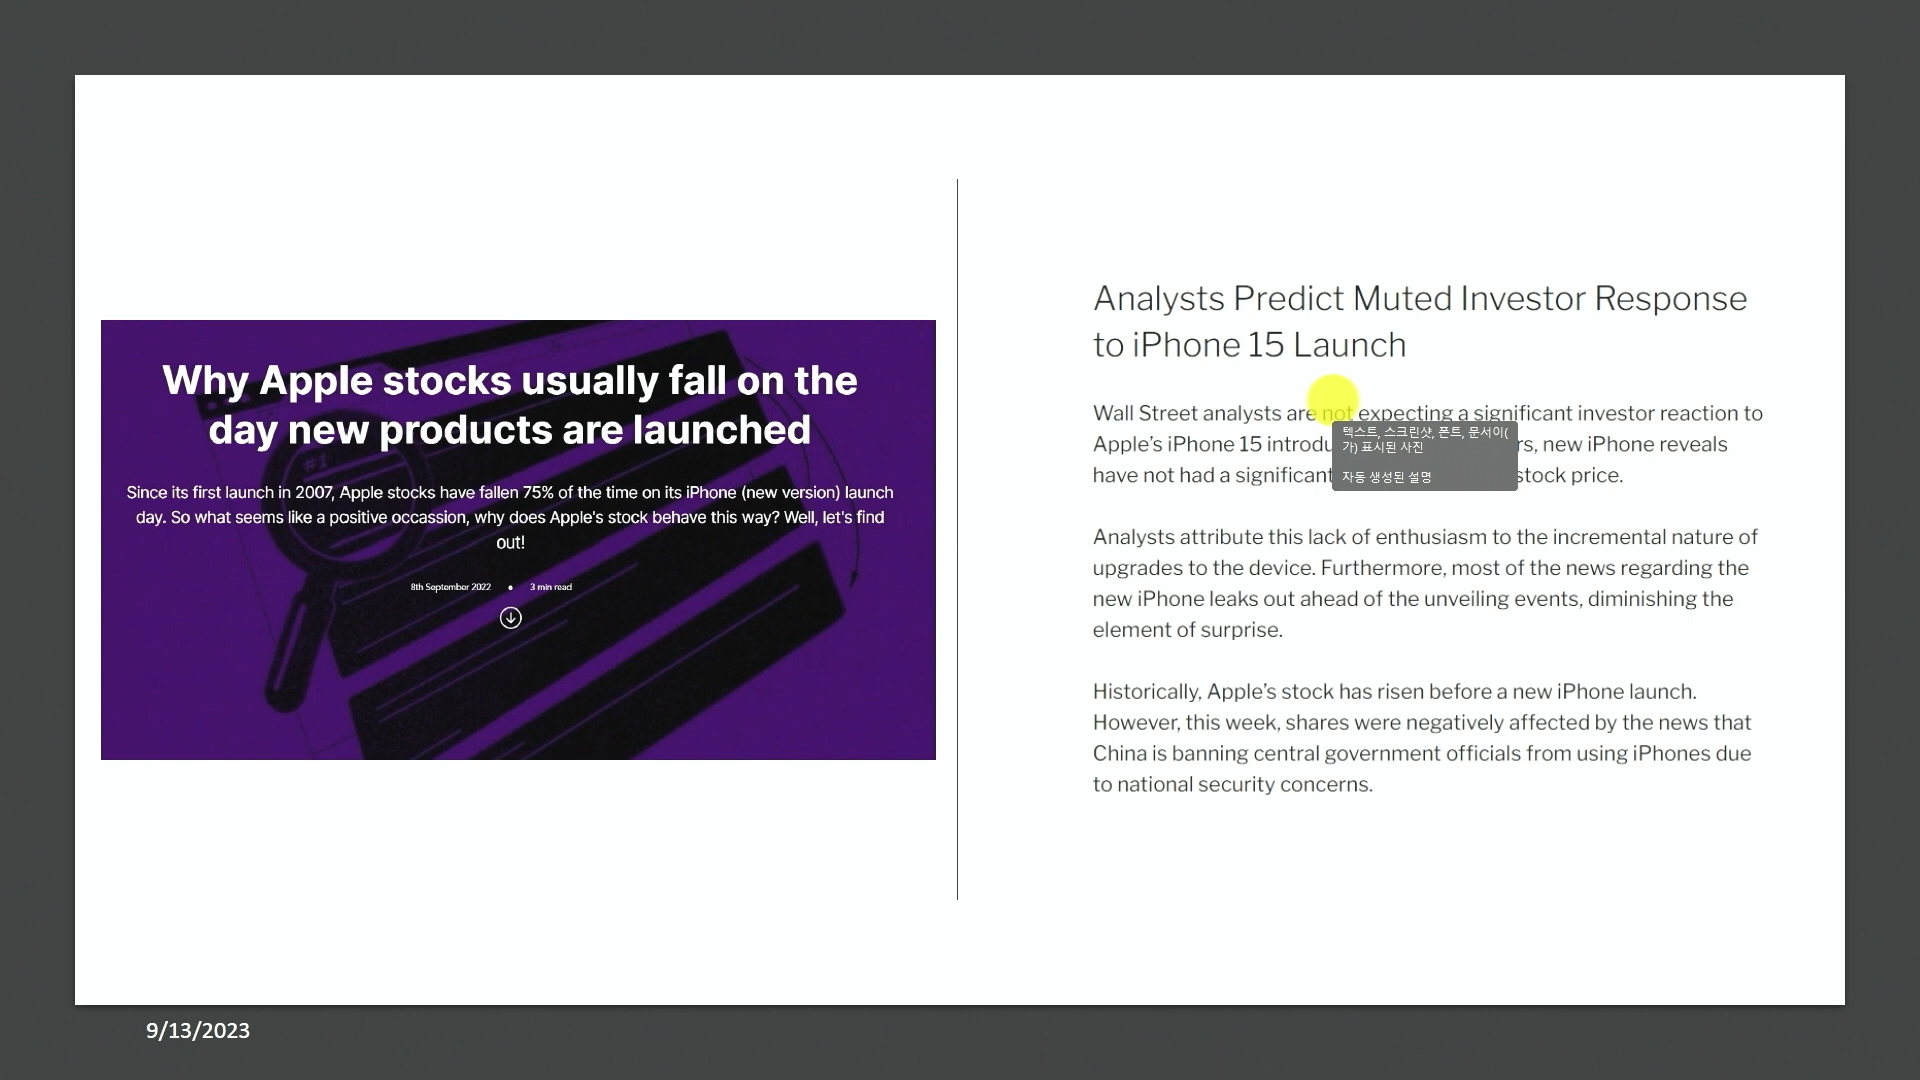 Why Apple stocks usually fall on the
day new products are launched
Since its first launch in 2007, Apple stocks have fallen 75% of the time on its iPhone (new version) launch
day. So what seems like a positive occassion, why does Apple's stock behave this way? Well, let's find
out!
8th September 2022 • 3 min read
#1
Analysts Predict Muted Investor Response
to iPhone 15 Launch
Wall Street analysts are not expecting a significant investor reaction to
Apple’s iPhone 15 introdu rs, new iPhone reveals
have not had a significant stock price.
텍스트, 스크린샷, 폰트, 문서이(
가) 표시된 사진
자동 생성된 설명
Analysts attribute this lack of enthusiasm to the incremental nature of
upgrades to the device. Furthermore, most of the news regarding the
new iPhone leaks out ahead of the unveiling events, diminishing the
element of surprise.
Historically, Apple’s stock has risen before a new iPhone launch.
However, this week, shares were negatively affected by the news that
China is banning central government officials from using iPhones due
to national security concerns.
9/13/2023